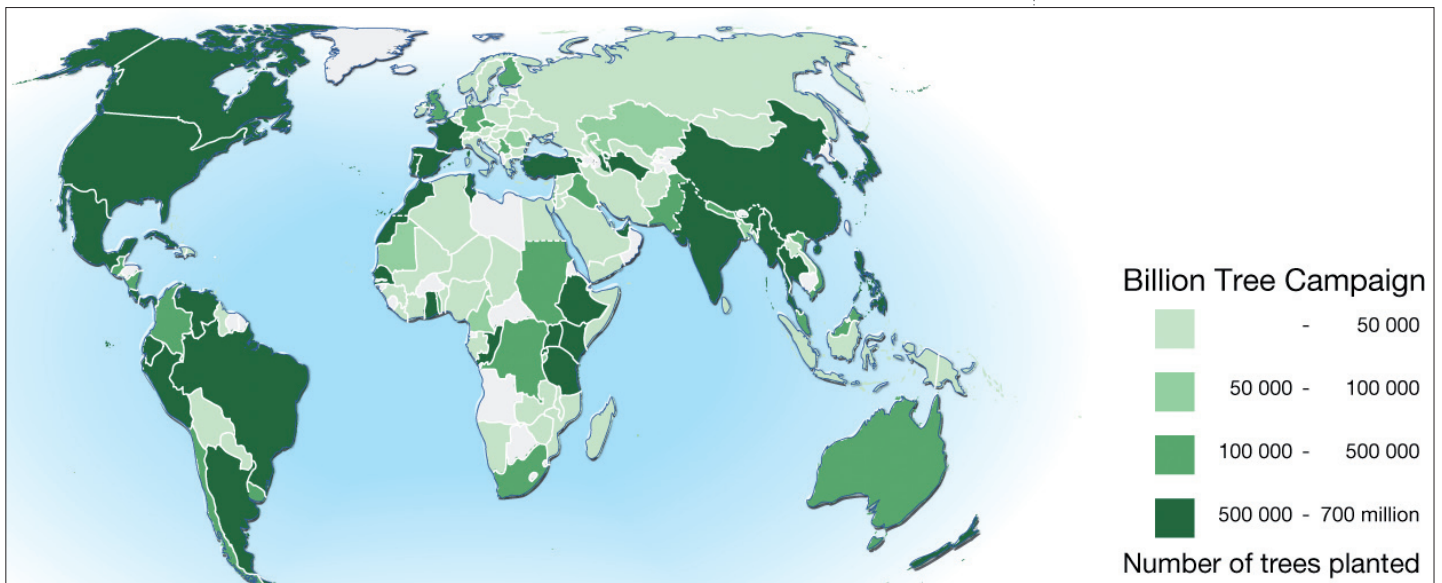 Billion Tree Campaign
- 50 000
50 000 - 100 000
100 000 - 500 000
500 000 - 700 million
Number of trees planted